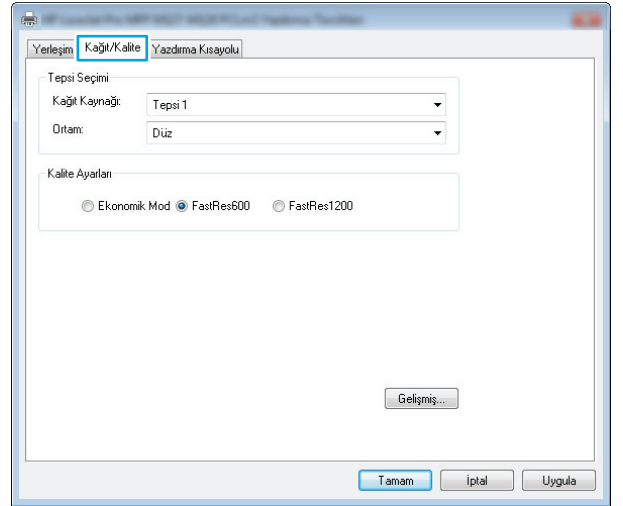 Yerleşim Kağıt/Kalite Yazdırma Kısayolu
Tepsi Seçimi
Kağıt Kaynağı: Tepsi 1
Ortam: Düz
Kalite Ayarları
Ekonomik Mod FastRes600 FastRes1200
Gelişmiş...
Tamam İptal Uygula